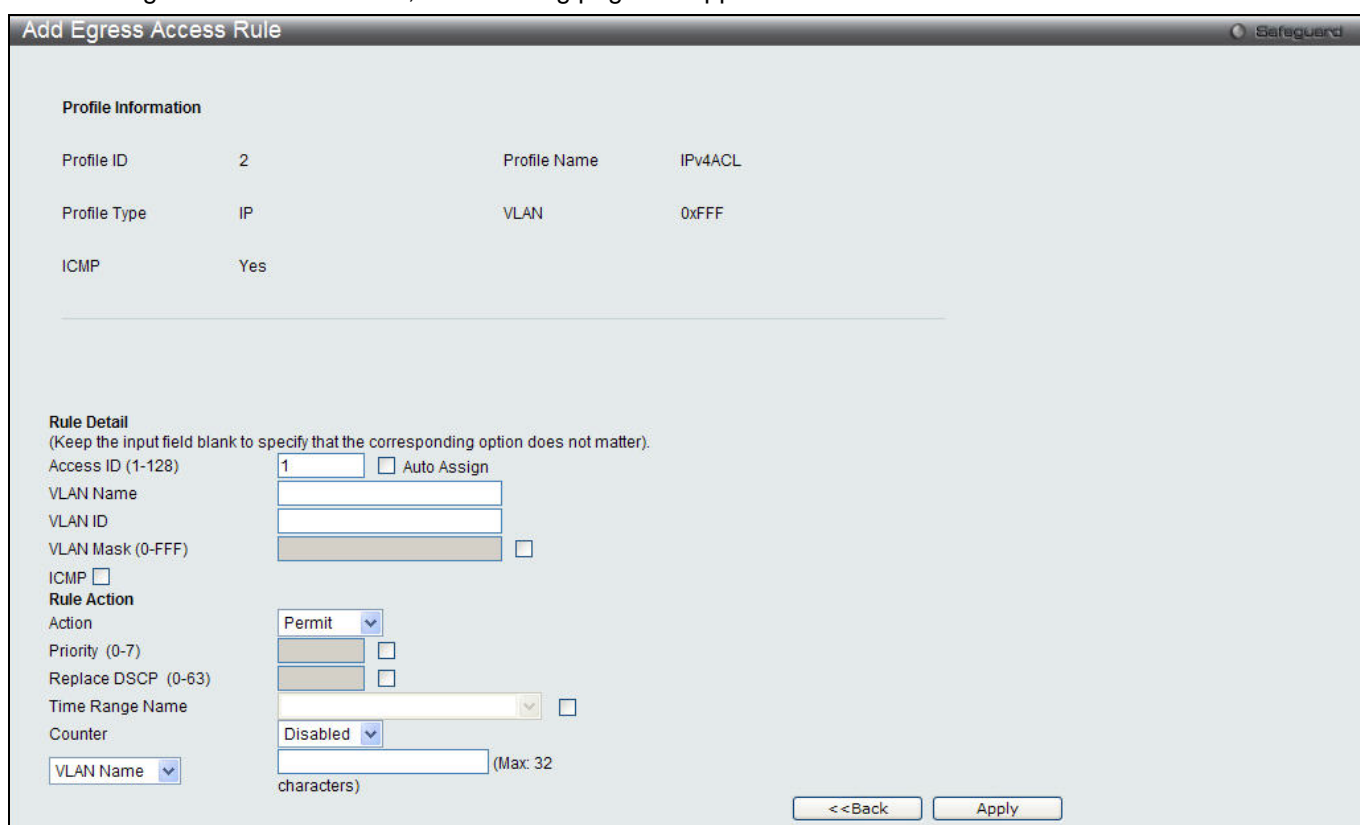 Add Egress Access Rule
Safeguard
Profile Information
Profile ID 2 Profile Name IPv4ACL
Profile Type IP VLAN 0xFFF
ICMP Yes
Rule Detail
(Keep the input field blank to specify that the corresponding option does not matter).
Access ID (1-128) 1 Auto Assign
VLAN Name
VLAN ID
VLAN Mask (0-FFF)
ICMP
Rule Action
Action Permit
Priority (0-7)
Replace DSCP (0-63)
Time Range Name
Counter Disabled
VLAN Name (Max: 32
characters)
<<Back Apply